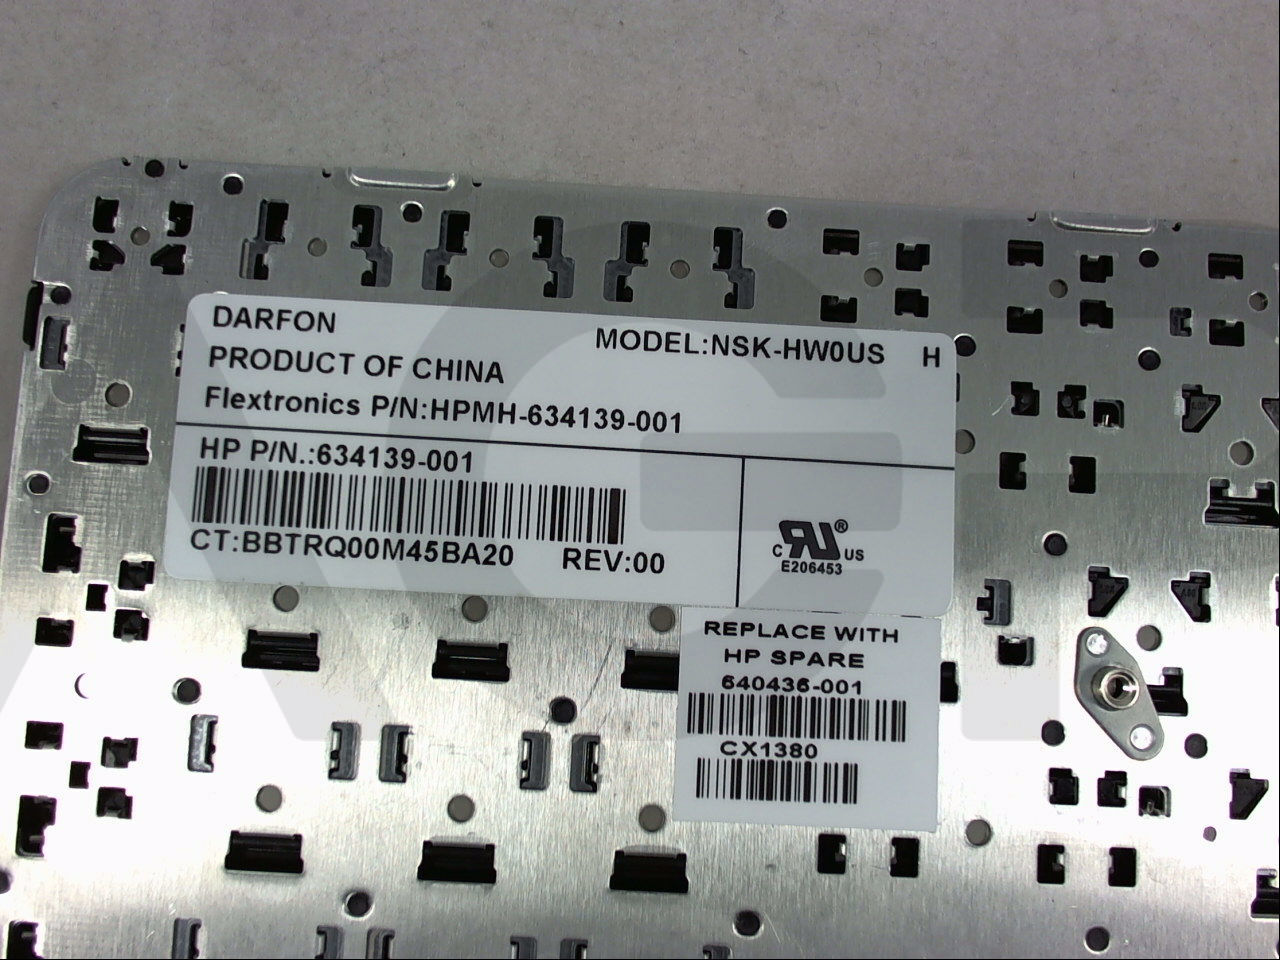 DARFON
MODEL:NSK-HW0US H
PRODUCT OF CHINA
Flextronics P/N:HPMH-634139-001
HP P/N.:634139-001
CT:BBTRQ00M45BA20 REV:00
C US ®
E206453
REPLACE WITH
HP SPARE
640436-001
CX1380